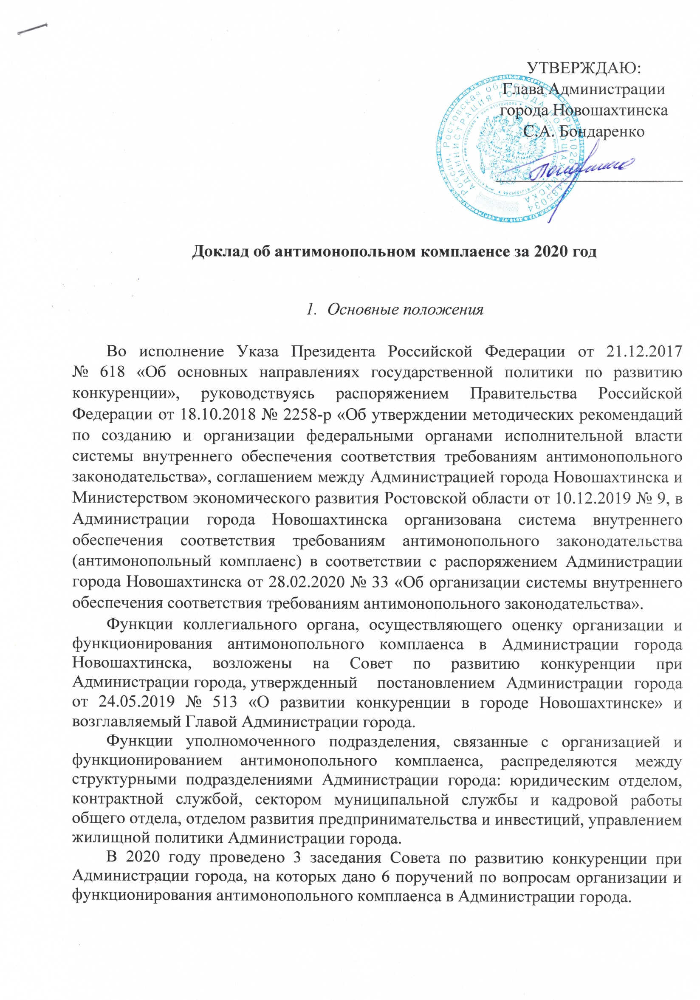 УТВЕРЖДАЮ:
Глава Администрации
города Новошахтинска
С.А. Бондаренко
Россия, Ростовская область
АДМИНИСТРАЦИЯ ГОРОДА НОВОШАХТИНСКА
ИНН 6151005256
Доклад об антимонопольном комплаенсе за 2020 год
1. Основные положения
Во исполнение Указа Президента Российской Федерации от 21.12.2017
№ 618 «Об основных направлениях государственной политики по развитию
конкуренции», руководствуясь распоряжением Правительства Российской
Федерации от 18.10.2018 № 2258-р «Об утверждении методических рекомендаций
по созданию и организации федеральными органами исполнительной власти
системы внутреннего обеспечения соответствия требованиям антимонопольного
законодательства», соглашением между Администрацией города Новошахтинска и
Министерством экономического развития Ростовской области от 10.12.2019 № 9, в
Администрации города Новошахтинска организована система внутреннего
обеспечения соответствия требованиям антимонопольного законодательства
(антимонопольный комплаенс) в соответствии с распоряжением Администрации
города Новошахтинска от 28.02.2020 № 33 «Об организации системы внутреннего
обеспечения соответствия требованиям антимонопольного законодательства».
Функции коллегиального органа, осуществляющего оценку организации и
функционирования антимонопольного комплаенса в Администрации города
Новошахтинска, возложены на Совет по развитию конкуренции при
Администрации города, утвержденный постановлением Администрации города
от 24.05.2019 № 513 «О развитии конкуренции в городе Новошахтинске» и
возглавляемый Главой Администрации города.
Функции уполномоченного подразделения, связанные с организацией и
функционированием антимонопольного комплаенса, распределяются между
структурными подразделениями Администрации города: юридическим отделом,
контрактной службой, сектором муниципальной службы и кадровой работы
общего отдела, отделом развития предпринимательства и инвестиций, управлением
жилищной политики Администрации города.
В 2020 году проведено 3 заседания Совета по развитию конкуренции при
Администрации города, на которых дано 6 поручений по вопросам организации и
функционирования антимонопольного комплаенса в Администрации города.